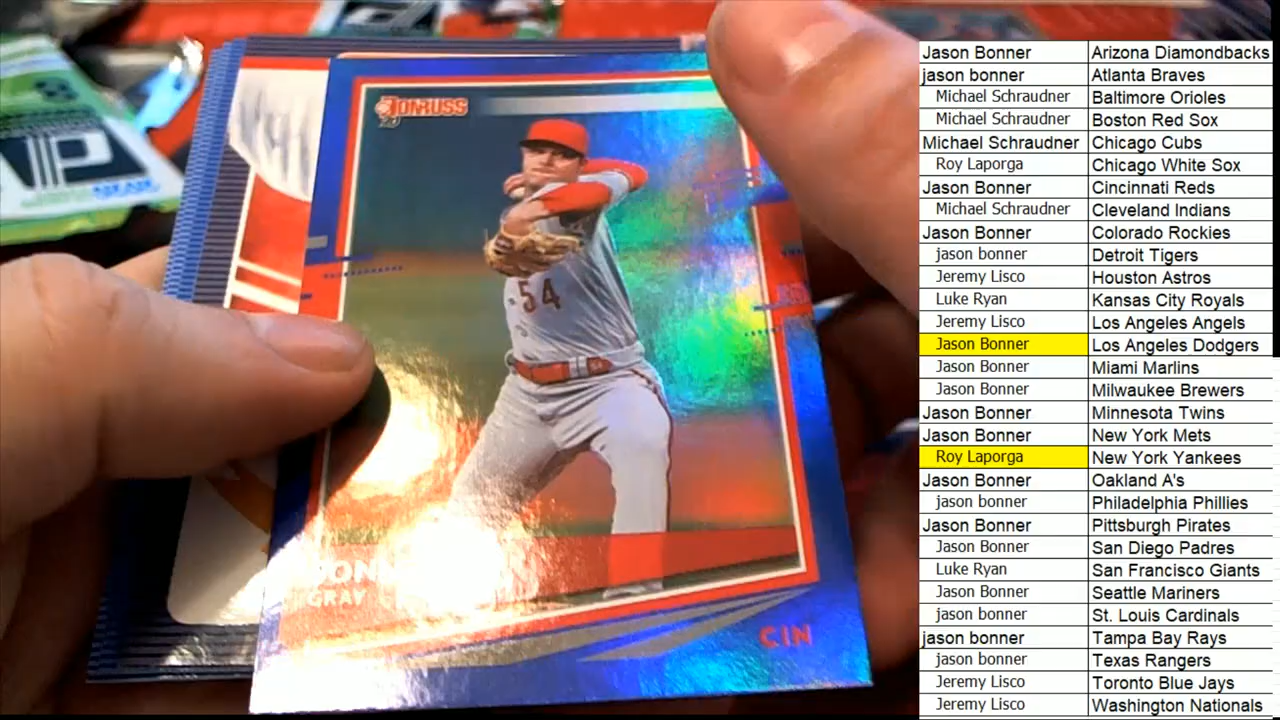 DONRUSS
54
GRAY
CIN
VIP
Jason Bonner Arizona Diamondbacks
jason bonner Atlanta Braves
Michael Schraudner Baltimore Orioles
Michael Schraudner Boston Red Sox
Michael Schraudner Chicago Cubs
Roy Laporga Chicago White Sox
Jason Bonner Cincinnati Reds
Michael Schraudner Cleveland Indians
Jason Bonner Colorado Rockies
jason bonner Detroit Tigers
Jeremy Lisco Houston Astros
Luke Ryan Kansas City Royals
Jeremy Lisco Los Angeles Angels
Jason Bonner Los Angeles Dodgers
Jason Bonner Miami Marlins
Jason Bonner Milwaukee Brewers
Jason Bonner Minnesota Twins
Jason Bonner New York Mets
Roy Laporga New York Yankees
Jason Bonner Oakland A's
jason bonner Philadelphia Phillies
Jason Bonner Pittsburgh Pirates
Jason Bonner San Diego Padres
Luke Ryan San Francisco Giants
Jason Bonner Seattle Mariners
jason bonner St. Louis Cardinals
jason bonner Tampa Bay Rays
jason bonner Texas Rangers
Jeremy Lisco Toronto Blue Jays
Jeremy Lisco Washington Nationals